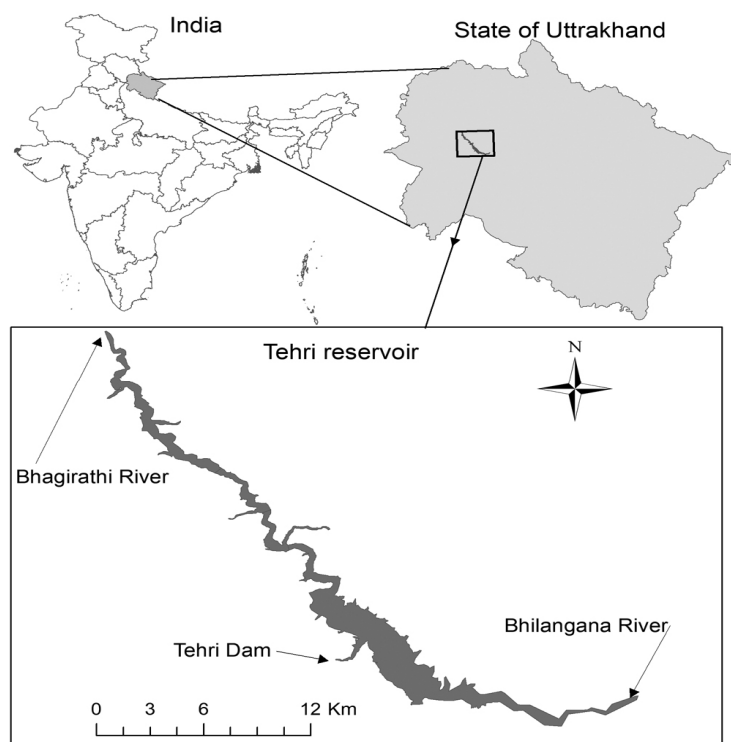 India
State of Uttrakhand
Tehri reservoir
N
Bhagirathi River
Bhilangana River
Tehri Dam
0 3 6 12 Km